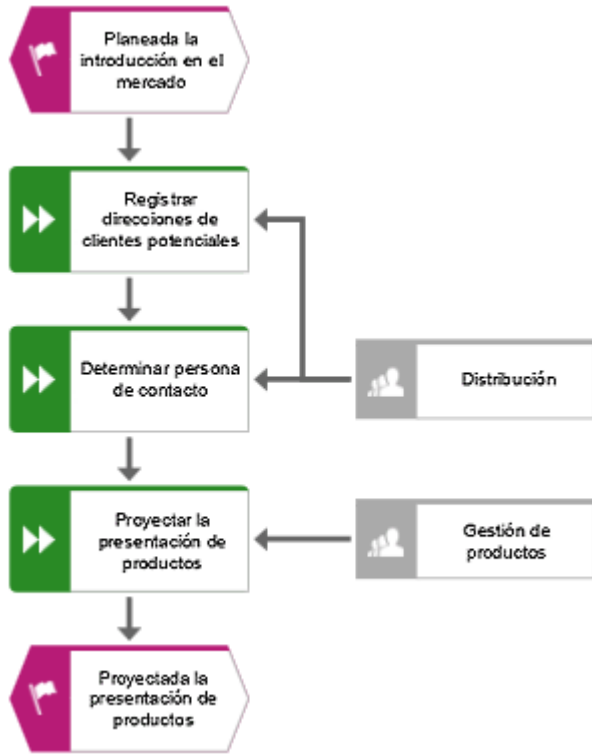 Planeada la
introducción en el
mercado
Registrar
direcciones de
clientes potenciales
Determinar persona
de contacto
Distribución
Proyectar la
presentación de
productos
Gestión de
productos
Proyectada la
presentación de
productos